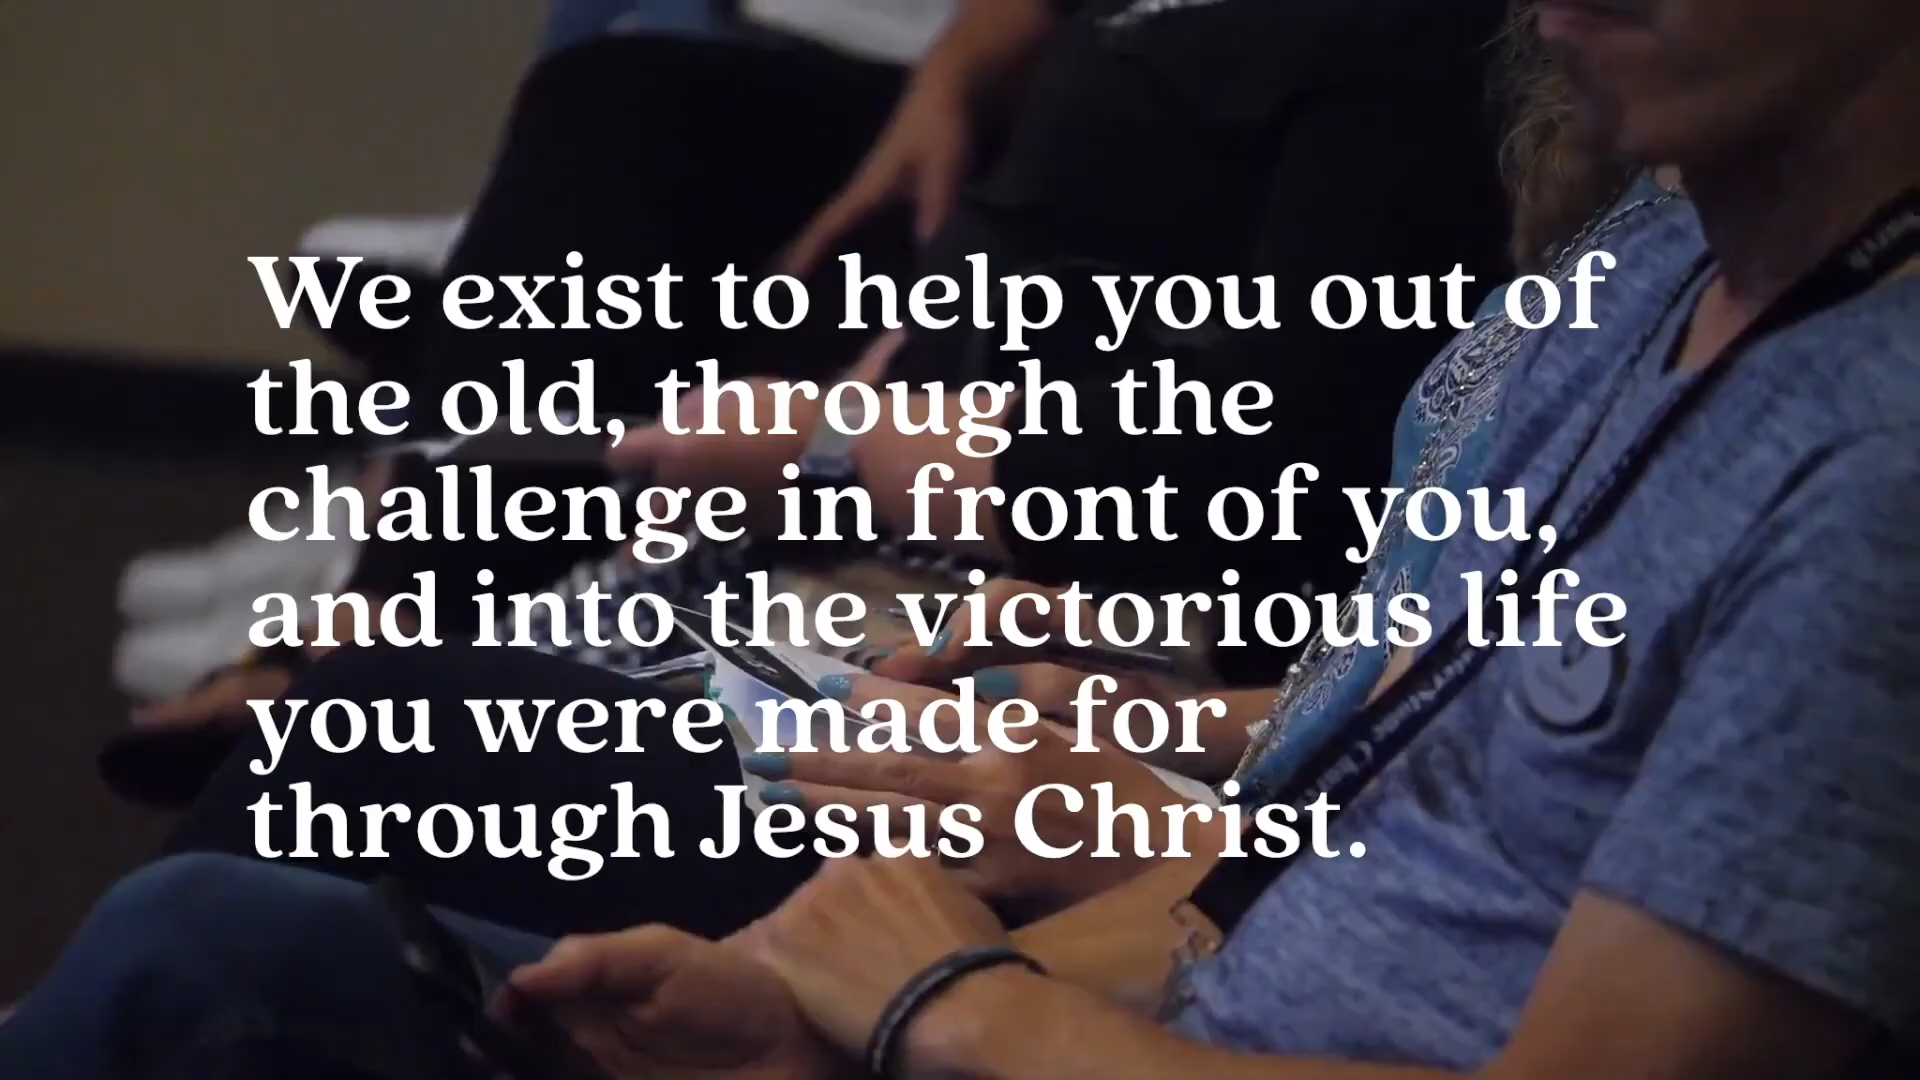 We exist to help you out of
the old, through the
challenge in front of you,
and into the victorious life
you were made for
through Jesus Christ.